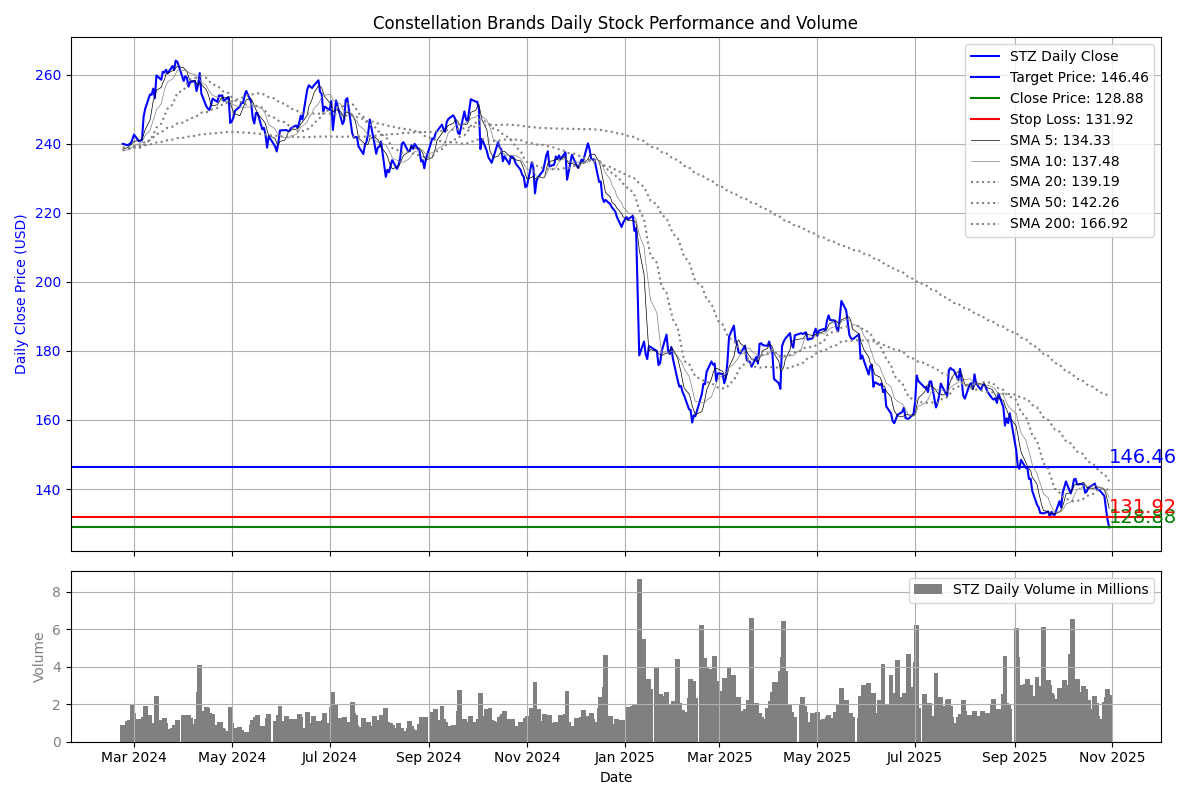 Constellation Brands Daily Stock Performance and Volume
Daily Close Price (USD)
260
240
220
200
180
160
140
STZ Daily Close
Target Price: 146.46
Close Price: 128.88
Stop Loss: 131.92
SMA 5: 134.33
SMA 10: 137.48
SMA 20: 139.19
SMA 50: 142.26
SMA 200: 166.92
146.46
131.92
128.88
Volume
8
6
4
2
0
STZ Daily Volume in Millions
Mar 2024 May 2024 Jul 2024 Sep 2024 Nov 2024 Jan 2025 Mar 2025 May 2025 Jul 2025 Sep 2025 Nov 2025
Date